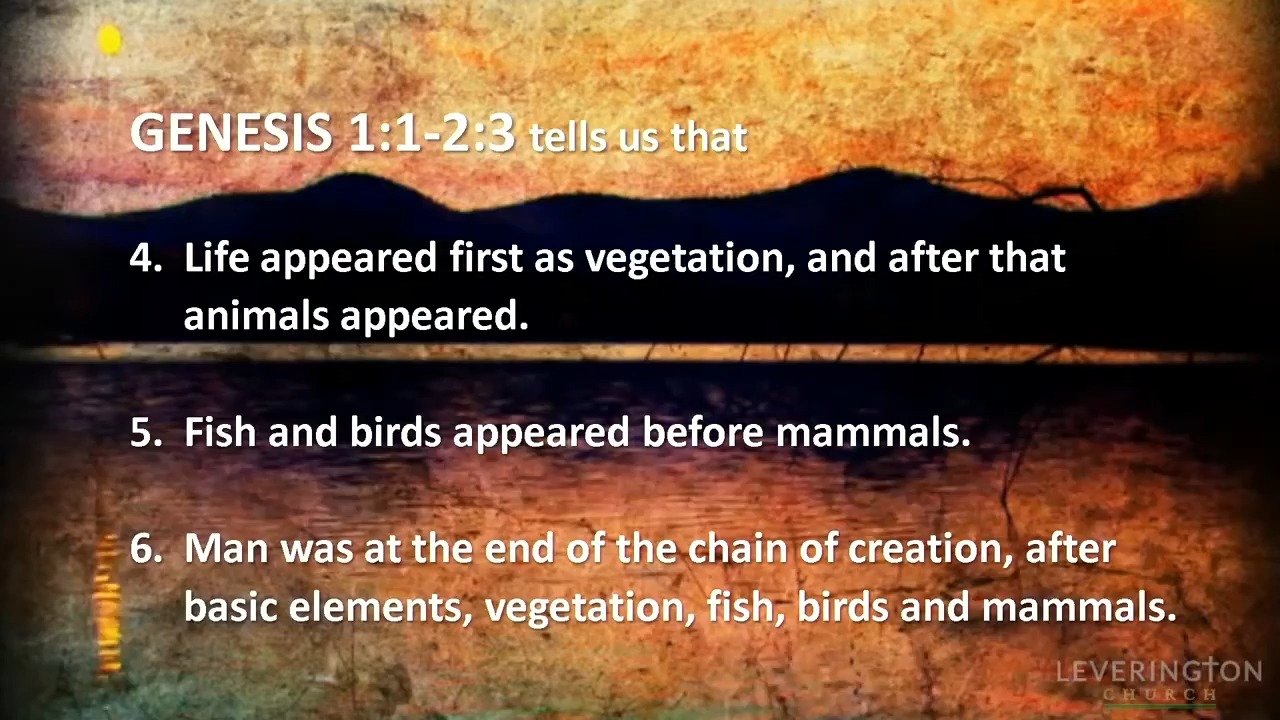 GENESIS 1:1-2:3 tells us that
4. Life appeared first as vegetation, and after that
animals appeared.
5. Fish and birds appeared before mammals.
6. Man was at the end of the chain of creation, after
basic elements, vegetation, fish, birds and mammals.
LEVERINGTON
CHURCH